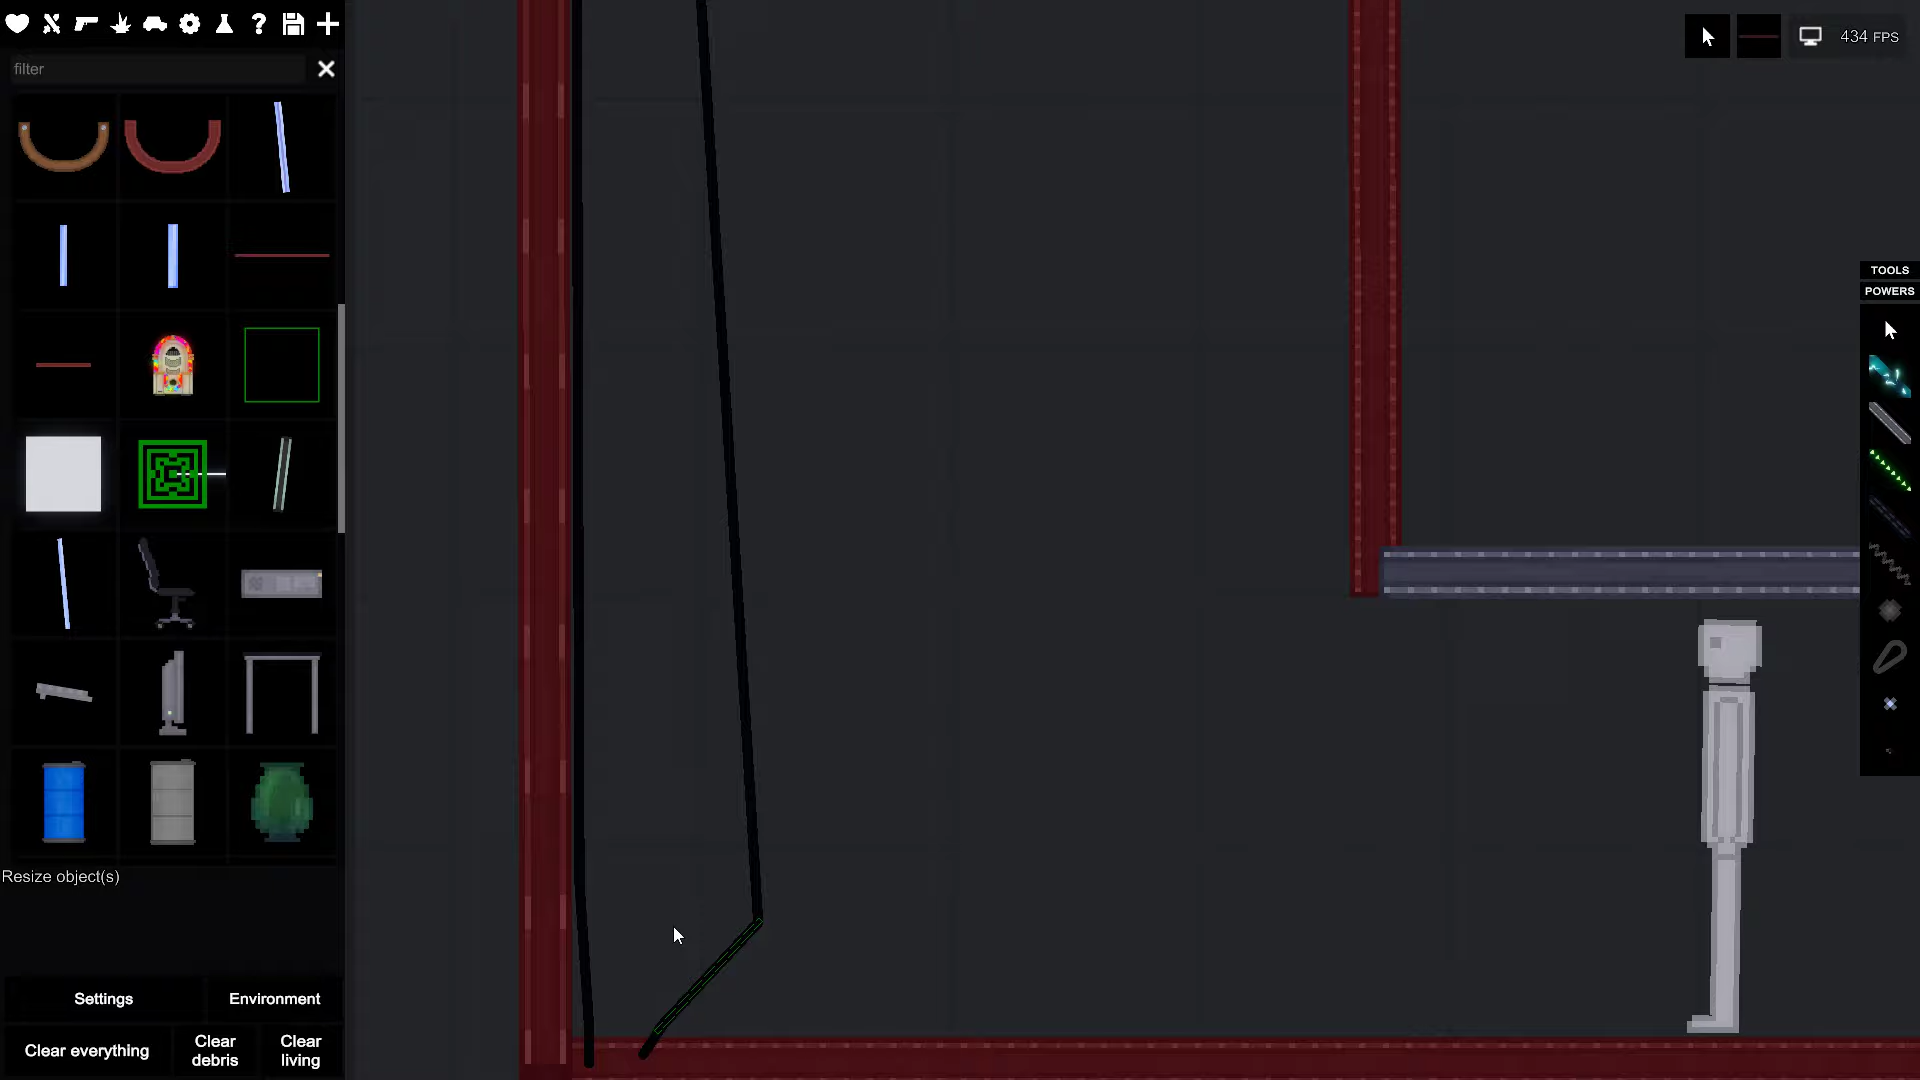 filter
434 FPS
TOOLS
POWERS
Resize object(s)
Settings
Environment
Clear everything
Clear debris
Clear living